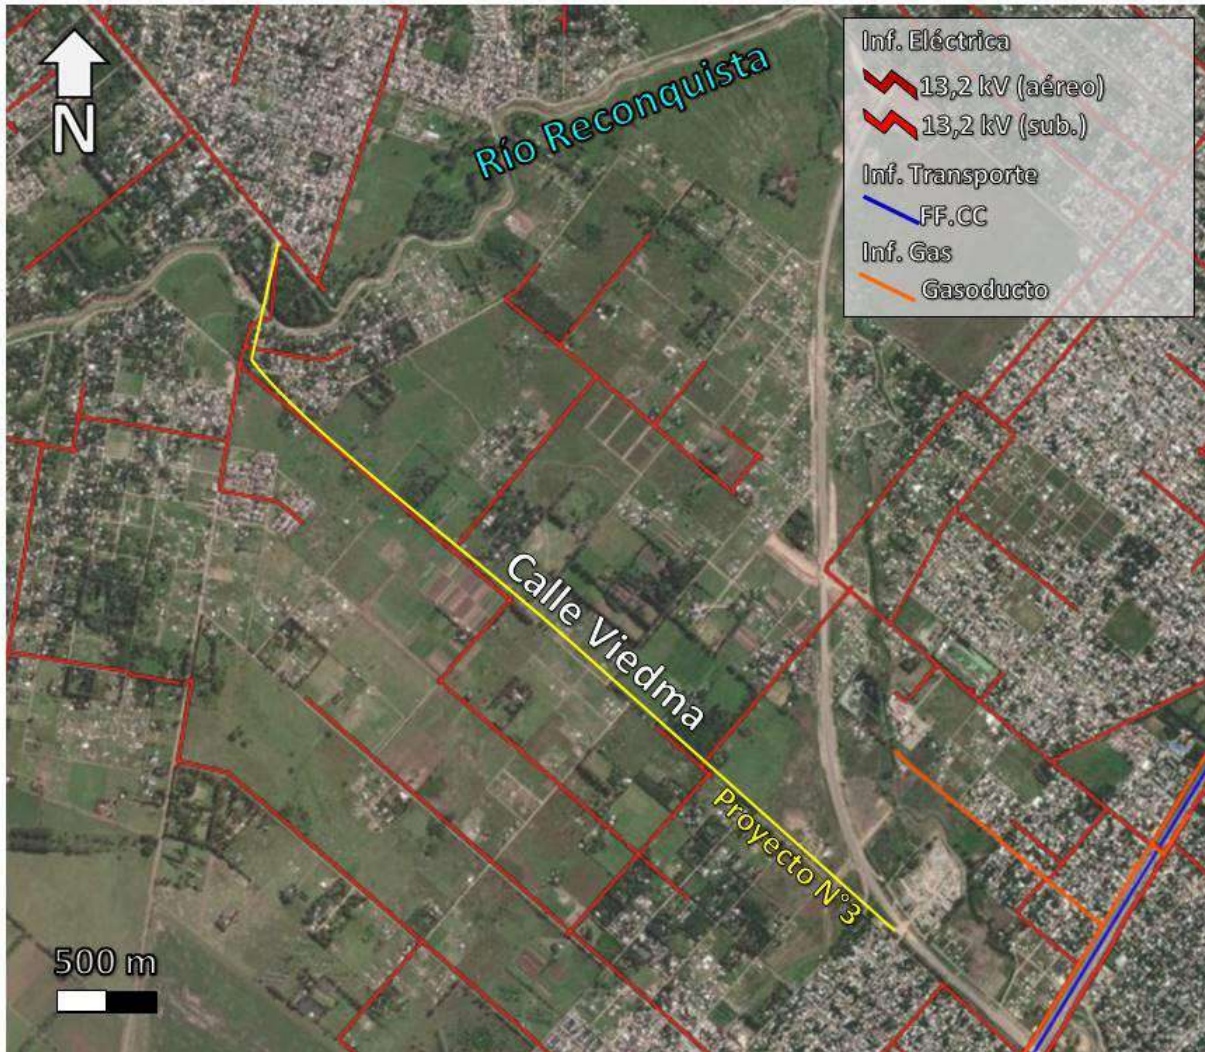 N
Río Reconquista
Inf. Eléctrica
13,2 kV (aéreo)
13,2 kV (sub.)
Inf. Transporte
FF.CC
Inf. Gas
Gasoducto
Calle Viedma
Proyecto N°3
500 m